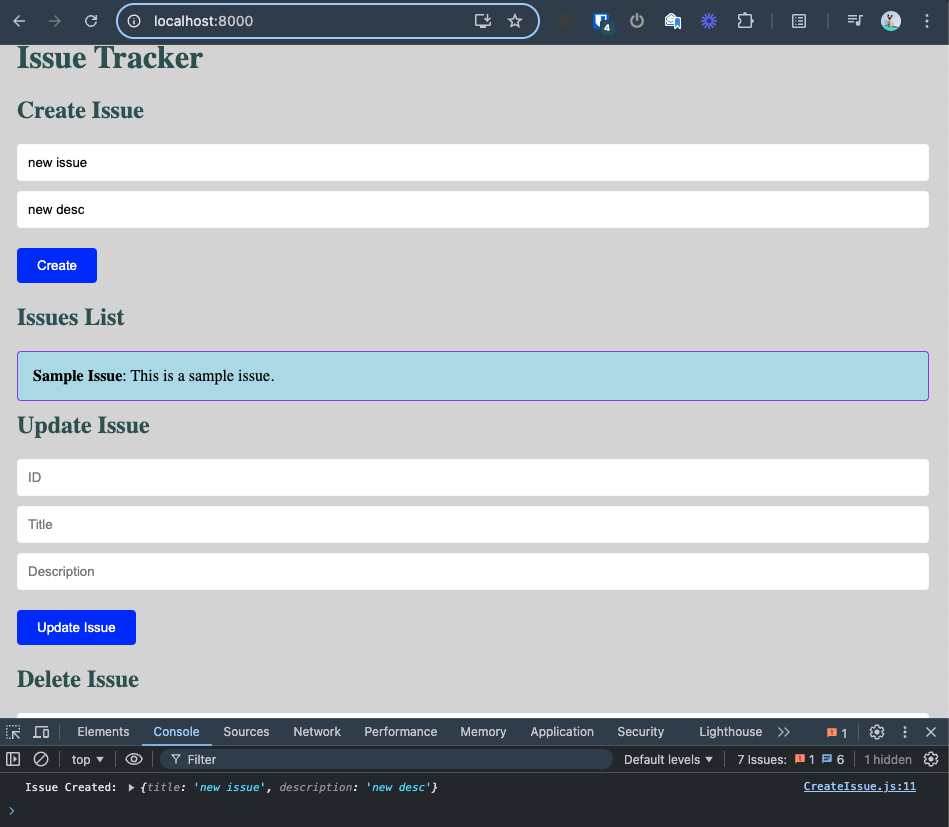 localhost:8000
4
Issue Tracker
Create Issue
new issue
new desc
Create
Issues List
Sample Issue: This is a sample issue.
Update Issue
ID
Title
Description
Update Issue
Delete Issue
Elements Console Sources Network Performance Memory Application Security Lighthouse 1
top Filter Default levels 7 Issues: 1 6 1 hidden
Issue Created: {title: 'new issue', description: 'new desc'} CreateIssue.js:11